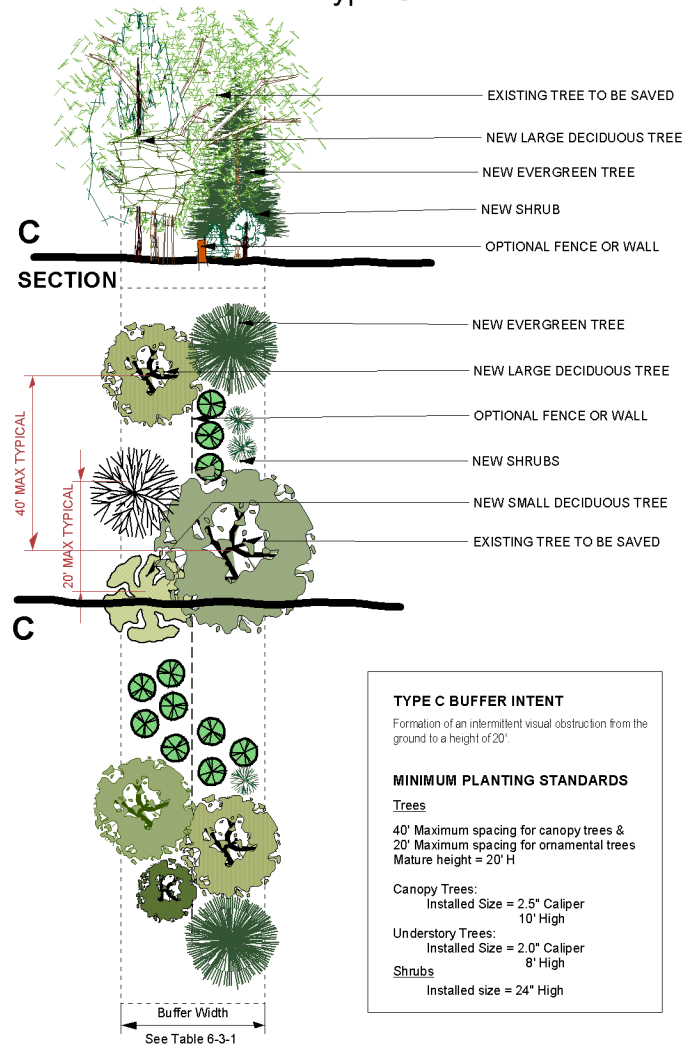 EXISTING TREE TO BE SAVED
NEW LARGE DECIDUOUS TREE
NEW EVERGREEN TREE
NEW SHRUB
C
OPTIONAL FENCE OR WALL
SECTION
NEW EVERGREEN TREE
NEW LARGE DECIDUOUS TREE
OPTIONAL FENCE OR WALL
40' MAX TYPICAL
NEW SHRUBS
20' MAX TYPICAL
NEW SMALL DECIDUOUS TREE
EXISTING TREE TO BE SAVED
C
TYPE C BUFFER INTENT
Formation of an intermittent visual obstruction from the
ground to a height of 20'.
MINIMUM PLANTING STANDARDS
Trees
40' Maximum spacing for canopy trees &
20' Maximum spacing for ornamental trees
Mature height = 20' H
Canopy Trees:
Installed Size = 2.5" Caliper
10' High
Understory Trees:
Installed Size = 2.0" Caliper
8' High
Shrubs
Installed size = 24" High
Buffer Width
See Table 6-3-1